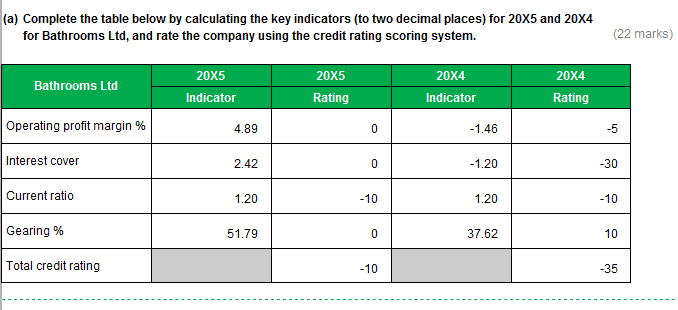 (a) Complete the table below by calculating the key indicators (to two decimal places) for 20X5 and 20X4
for Bathrooms Ltd, and rate the company using the credit rating scoring system.
(22 marks)
Bathrooms Ltd 20X5 20X5 20X4 20X4
Indicator Rating Indicator Rating
Operating profit margin % 4.89 0 -1.46 -5
Interest cover 2.42 0 -1.20 -30
Current ratio 1.20 -10 1.20 -10
Gearing % 51.79 0 37.62 10
Total credit rating -10 -35